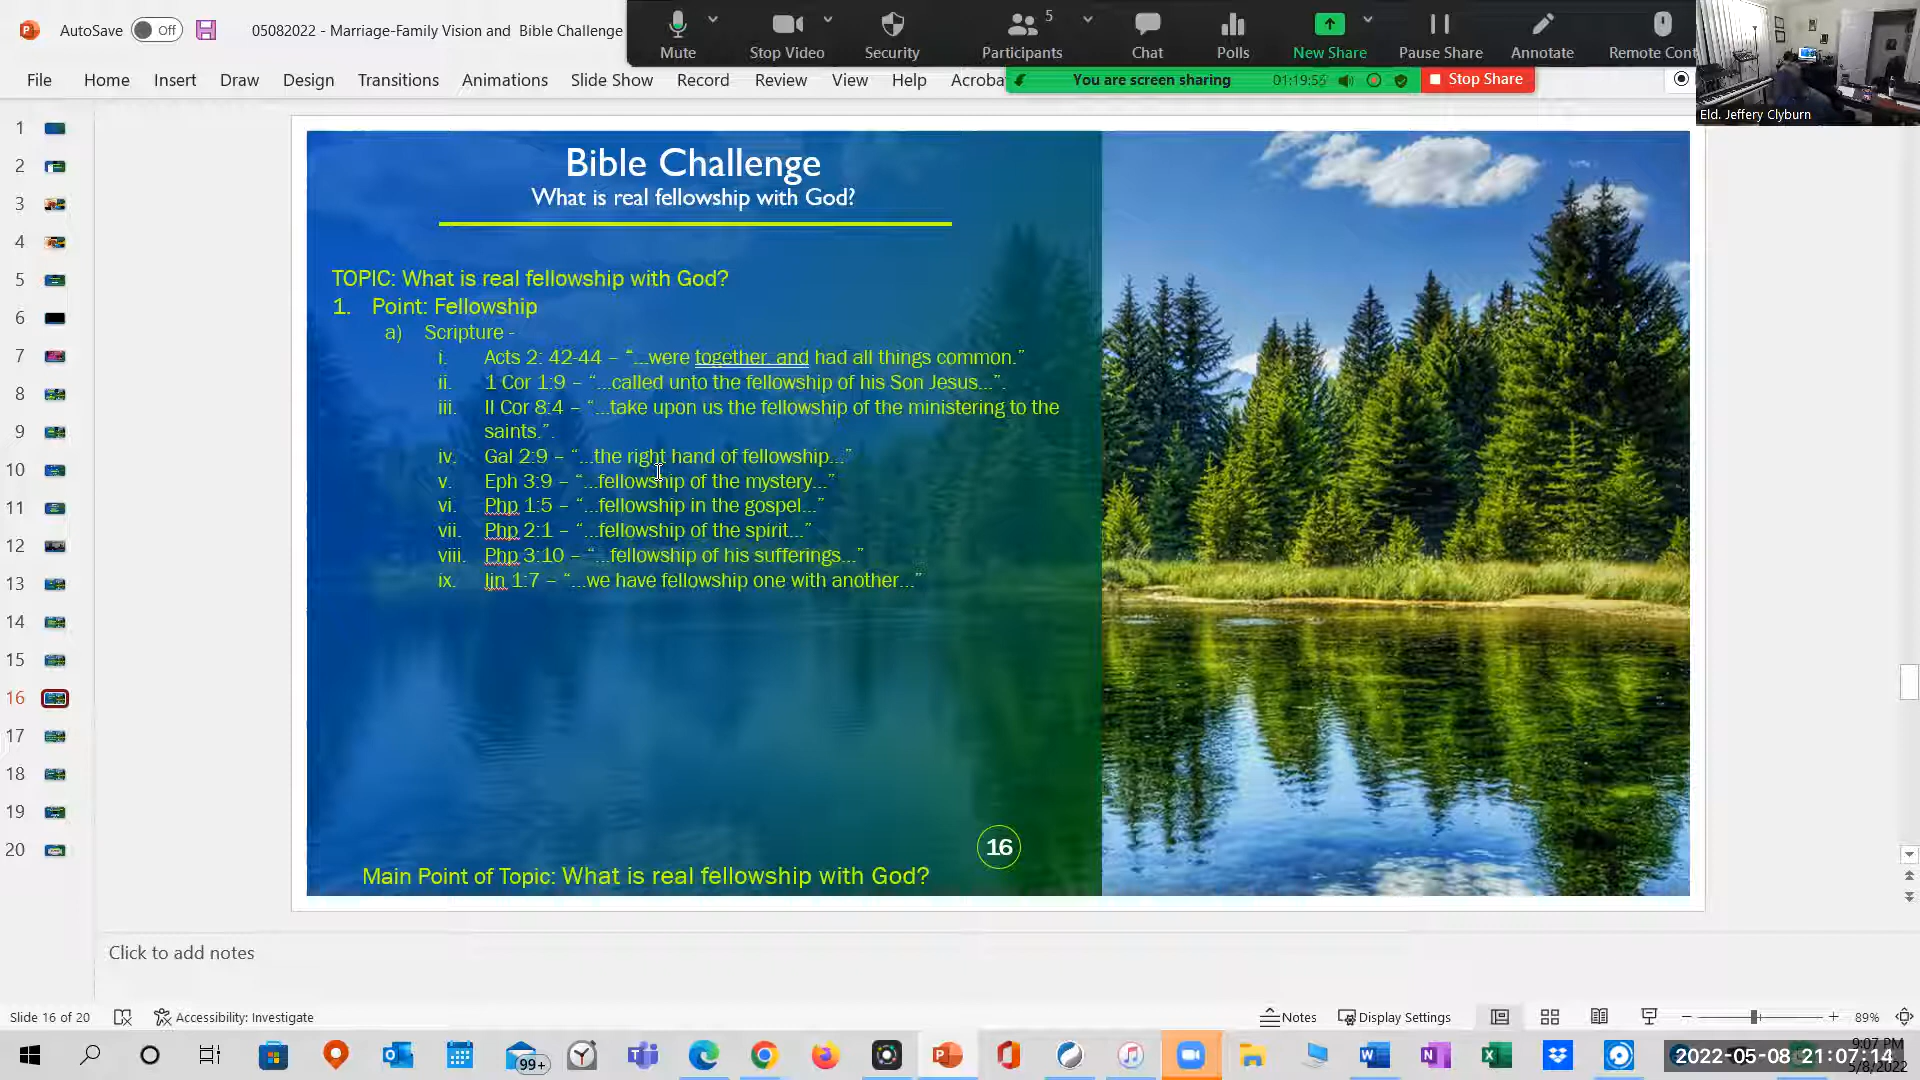 AutoSave
Off
05082022 - Marriage-Family Vision and Bible Challenge
Mute
Stop Video
Security
5
Participants
Chat
Polls
New Share
Pause Share
Annotate
Remote Cont
You are screen sharing
01:19:55
Stop Share
Eld. Jeffery Clyburn
File
Home
Insert
Draw
Design
Transitions
Animations
Slide Show
Record
Review
View
Help
Acroba
1
2
3
4
5
6
7
8
9
10
11
12
13
14
15
16
17
18
19
20
Bible Challenge
What is real fellowship with God?
TOPIC: What is real fellowship with God?
1. Point: Fellowship
a) Scripture -
i. Acts 2: 42-44 – “...were together and had all things common.”
ii. 1 Cor 1:9 – “...called unto the fellowship of his Son Jesus...”.
iii. II Cor 8:4 – “...take upon us the fellowship of the ministering to the
saints.”.
iv. Gal 2:9 – “...the right hand of fellowship...”
v. Eph 3:9 – “...fellowship of the mystery...”
vi. Php 1:5 – “...fellowship in the gospel...”
vii. Php 2:1 – “...fellowship of the spirit...”
viii. Php 3:10 – “...fellowship of his sufferings...”
ix. Ijn 1:7 – “...we have fellowship one with another...”
16
Main Point of Topic: What is real fellowship with God?
Click to add notes
Slide 16 of 20
Accessibility: Investigate
Notes
Display Settings
89%
99+
9:07 PM
2022-05-08 21:07:14
5/8/2022